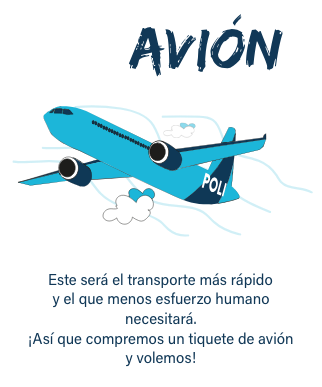 AVIÓN
POLI
Este será el transporte más rápido
y el que menos esfuerzo humano
necesitará.
¡Así que compremos un tiquete de avión
y volemos!